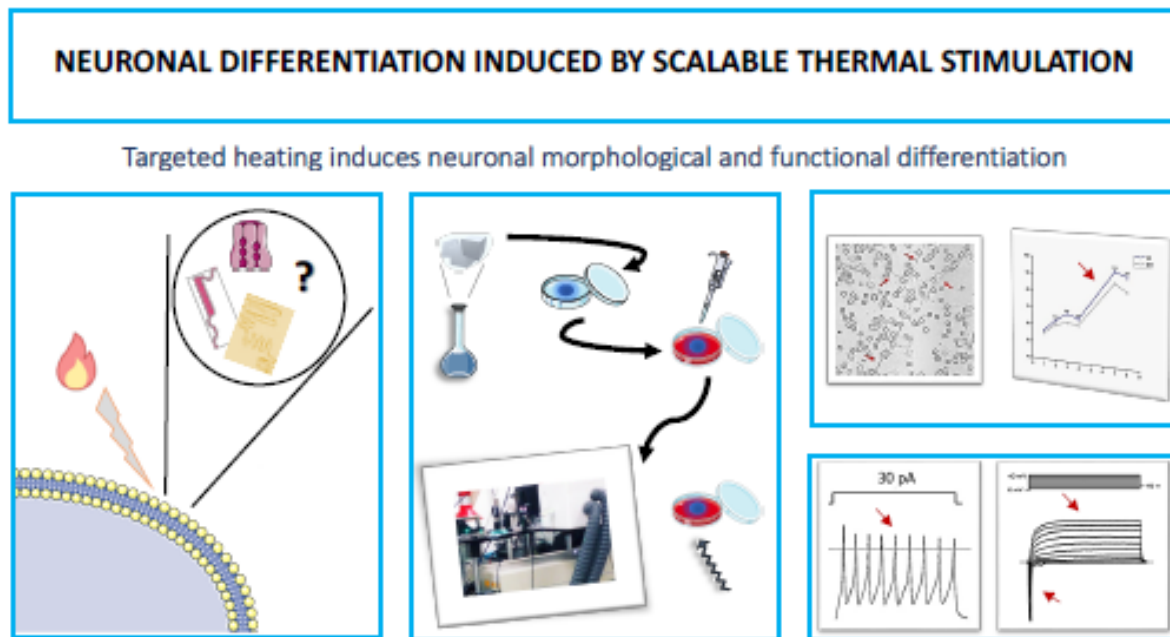 NEURONAL DIFFERENTIATION INDUCED BY SCALABLE THERMAL STIMULATION
Targeted heating induces neuronal morphological and functional differentiation
?
30 pA